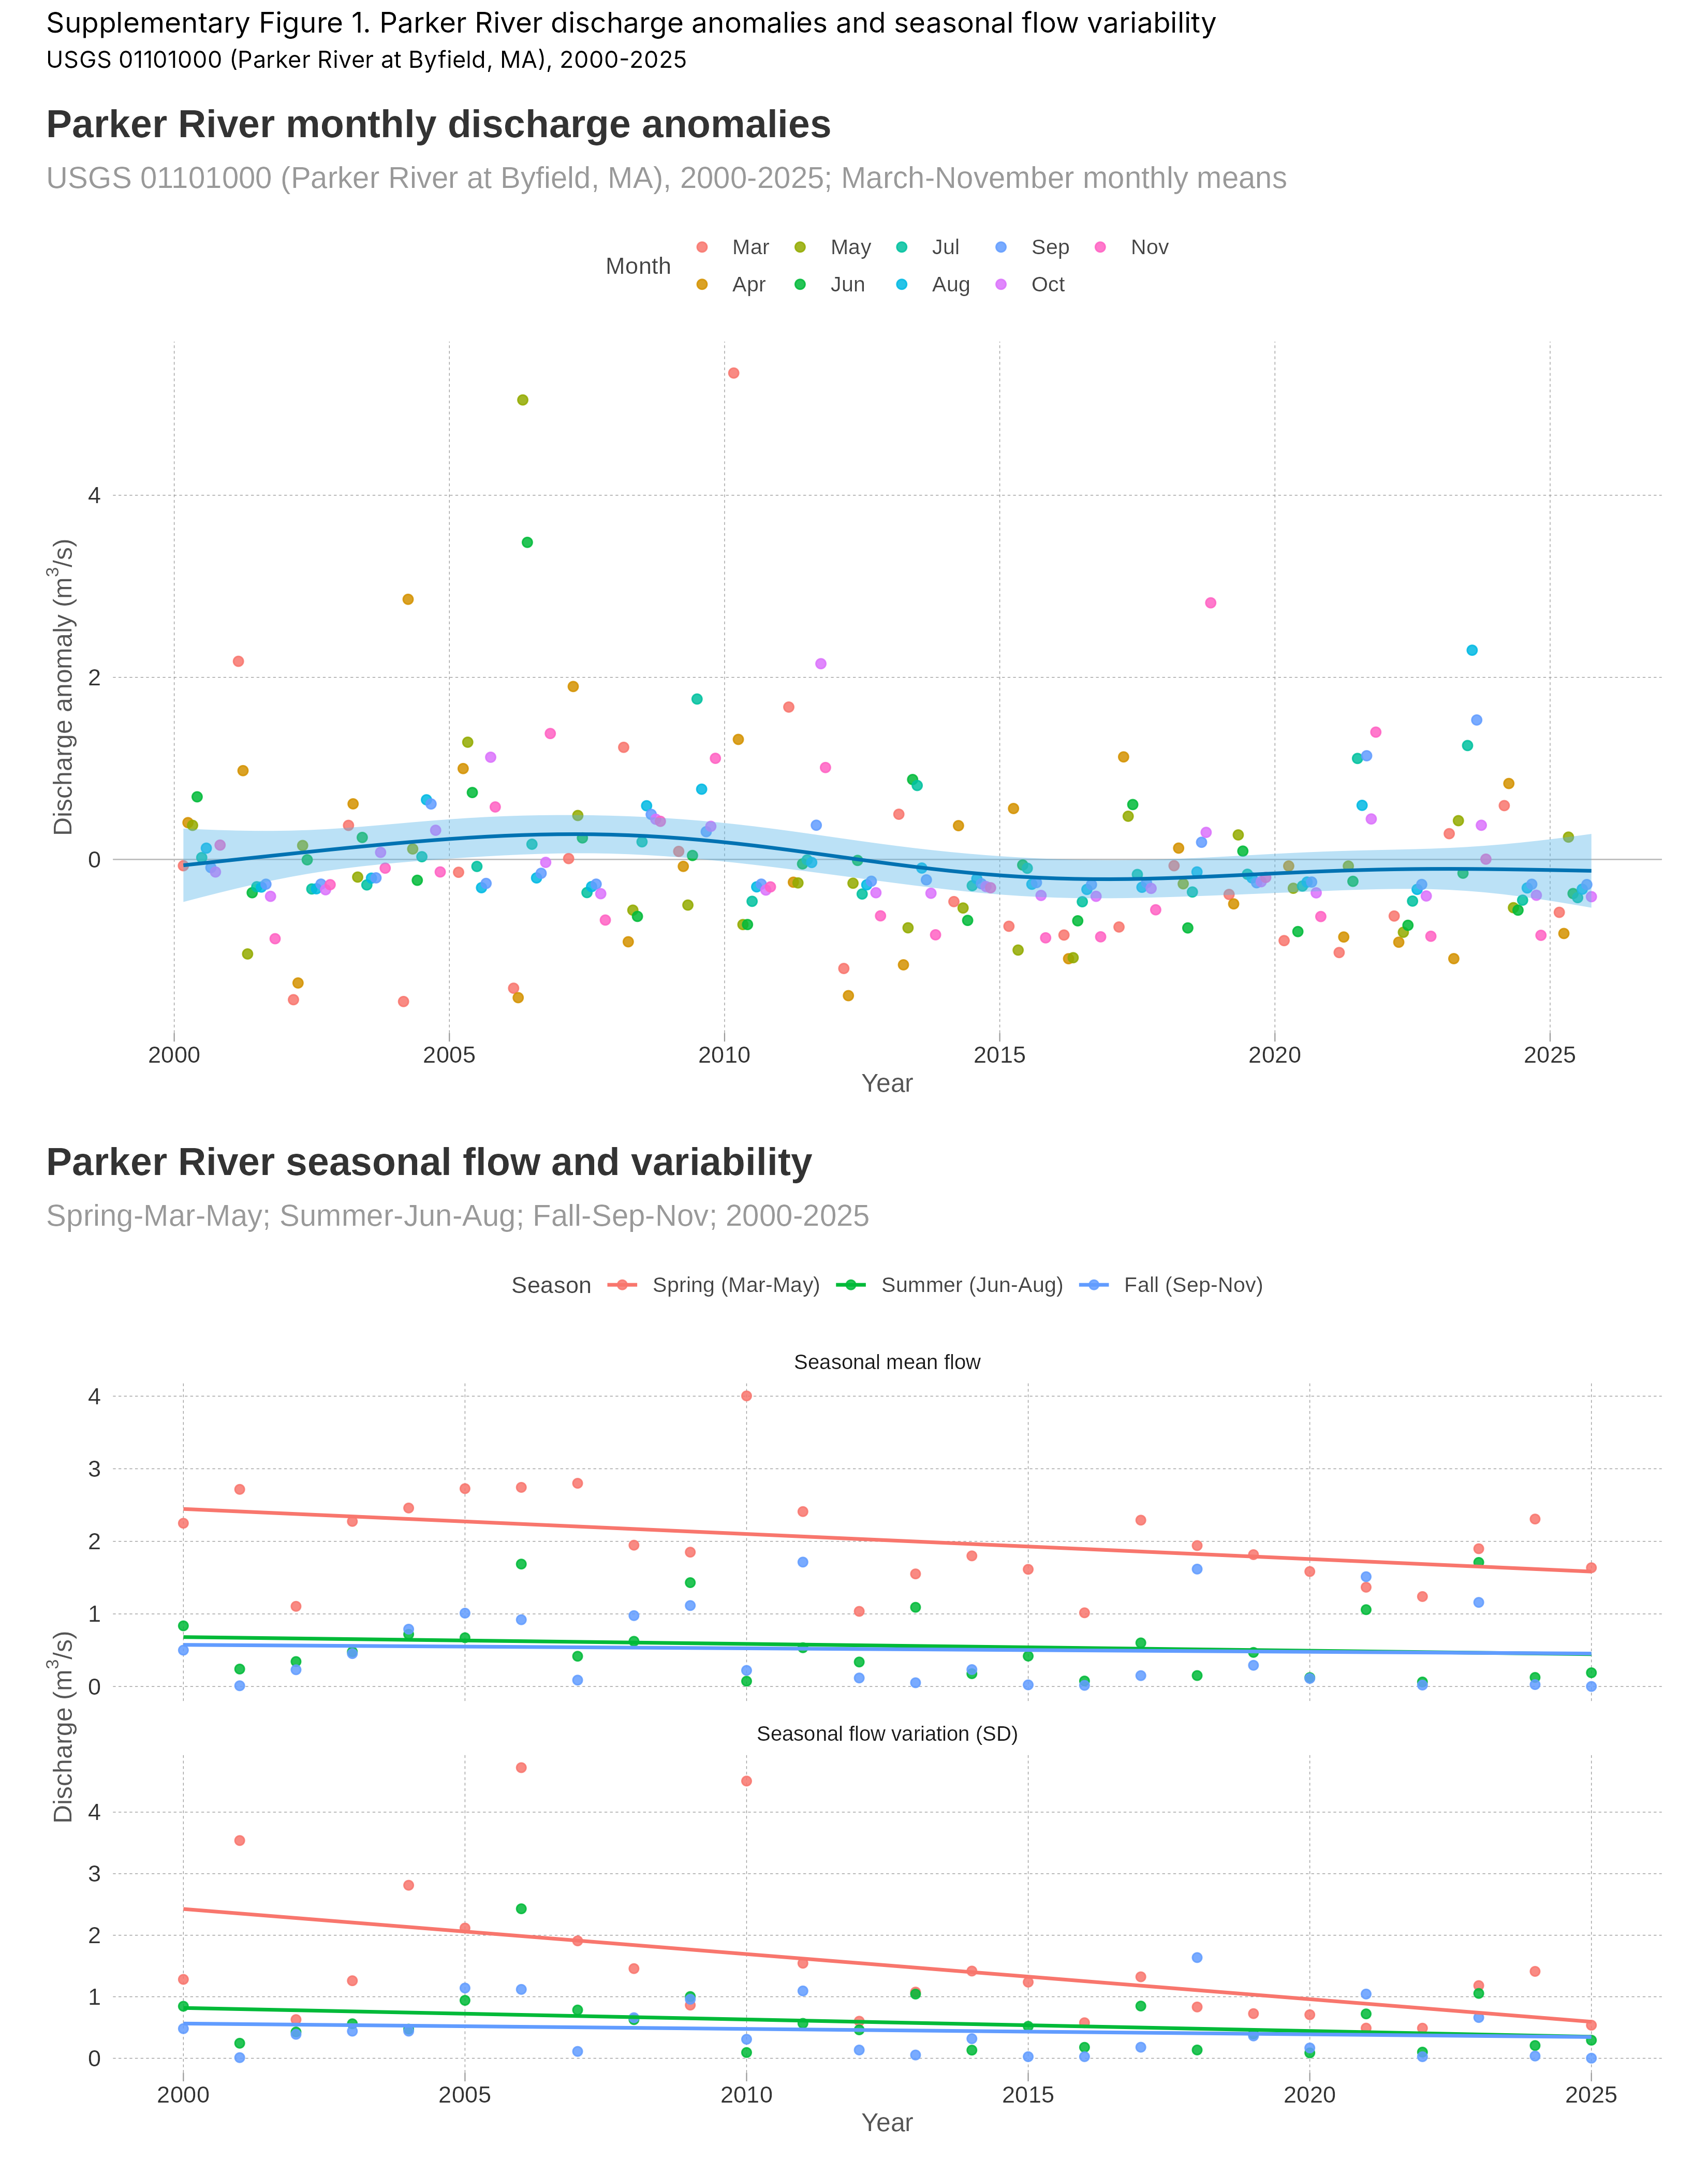 Supplementary Figure 1. Parker River discharge anomalies and seasonal flow variability
USGS 01101000 (Parker River at Byfield, MA), 2000-2025
Parker River monthly discharge anomalies
USGS 01101000 (Parker River at Byfield, MA), 2000-2025; March-November monthly means
Month
Mar May Jul Sep Nov
Apr Jun Aug Oct
Discharge anomaly (m³/s)
4
2
0
2000 2005 2010 2015 2020 2025
Year
Parker River seasonal flow and variability
Spring-Mar-May; Summer-Jun-Aug; Fall-Sep-Nov; 2000-2025
Season Spring (Mar-May) Summer (Jun-Aug) Fall (Sep-Nov)
Seasonal mean flow
4
3
2
1
0
Discharge (m³/s)
Seasonal flow variation (SD)
4
3
2
1
0
2000 2005 2010 2015 2020 2025
Year